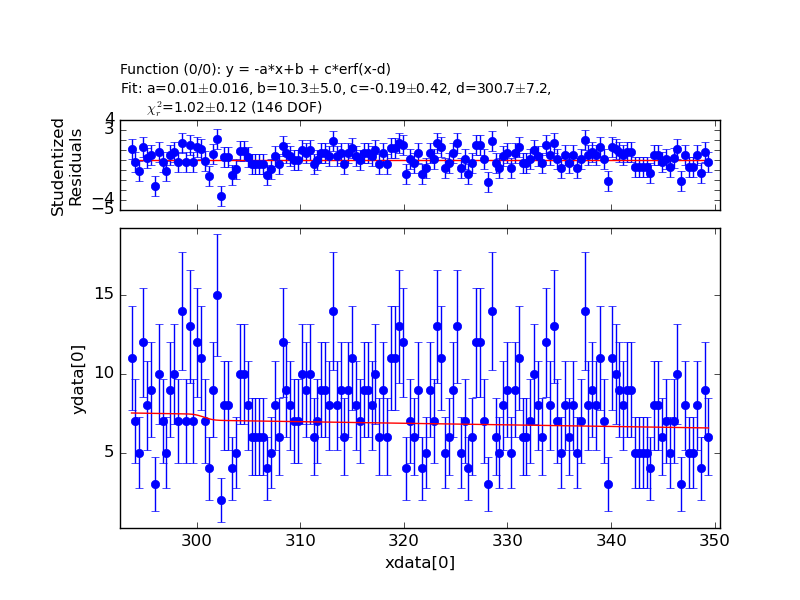 Function (0/0): y = -a*x+b + c*erf(x-d)
Fit: a=0.01±0.016, b=10.3±5.0, c=-0.19±0.42, d=300.7±7.2,
χ²ᵣ=1.02±0.12 (146 DOF)
4
3
−4
−5
Studentized
Residuals
15
10
5
ydata[0]
300 310 320 330 340 350
xdata[0]